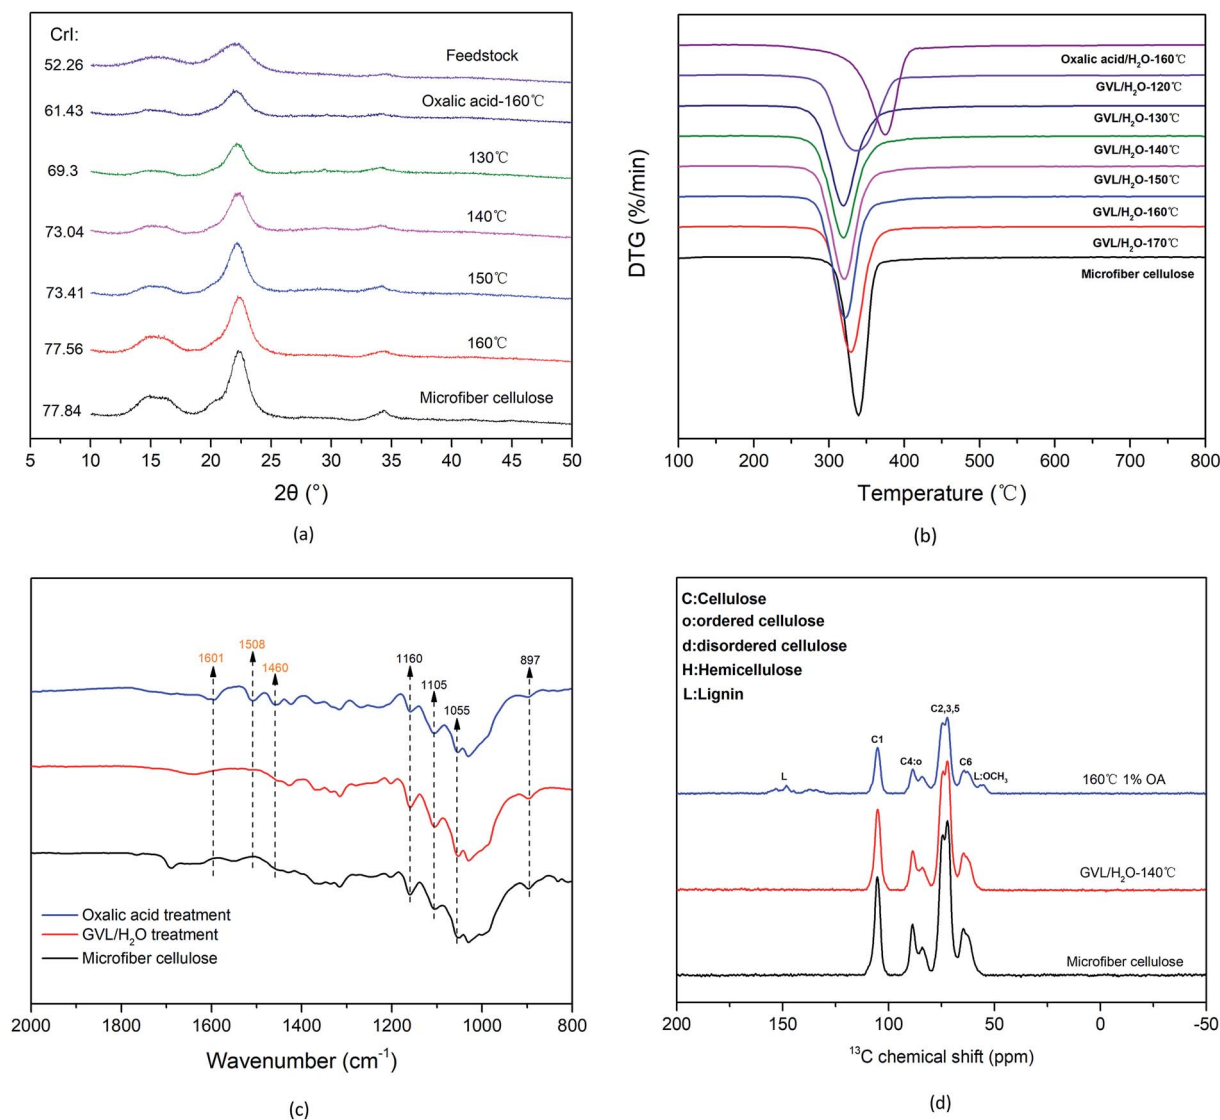 CrI:
52.26
Feedstock
61.43
Oxalic acid-160℃
69.3
130℃
73.04
140℃
73.41
150℃
77.56
160℃
77.84
Microfiber cellulose
5 10 15 20 25 30 35 40 45 50
2θ (°)
(a)
DTG (%/min)
Oxalic acid/H₂O-160℃
GVL/H₂O-120℃
GVL/H₂O-130℃
GVL/H₂O-140℃
GVL/H₂O-150℃
GVL/H₂O-160℃
GVL/H₂O-170℃
Microfiber cellulose
100 200 300 400 500 600 700 800
Temperature (℃)
(b)
1601 1508 1460 1160 1105 1055 897
Oxalic acid treatment
GVL/H₂O treatment
Microfiber cellulose
2000 1800 1600 1400 1200 1000 800
Wavenumber (cm⁻¹)
(c)
C:Cellulose
o:ordered cellulose
d:disordered cellulose
H:Hemicellulose
L:Lignin
L C1 C4:o C2,3,5 C6 L:OCH₃
160℃ 1% OA
GVL/H₂O-140℃
Microfiber cellulose
200 150 100 50 0 -50
¹³C chemical shift (ppm)
(d)